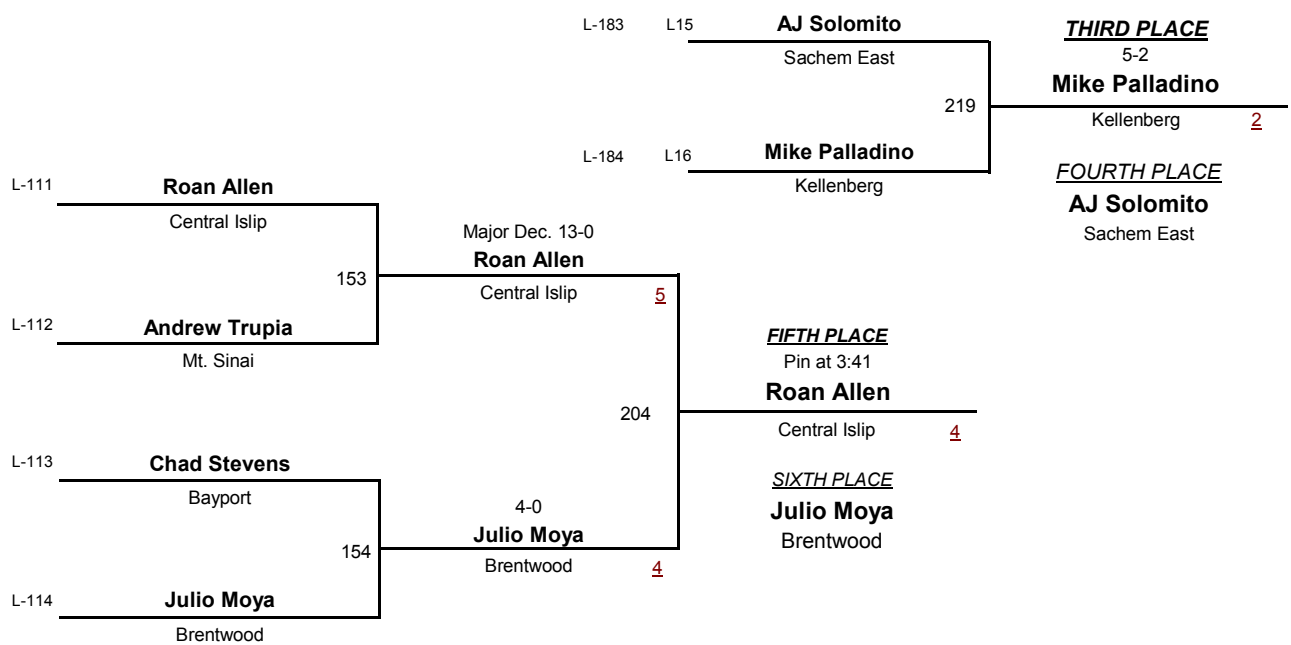 L-183 L15 AJ Solomito
Sachem East
THIRD PLACE
5-2
Mike Palladino
219
Kellenberg 2
L-184 L16 Mike Palladino
Kellenberg
FOURTH PLACE
AJ Solomito
Sachem East
L-111 Roan Allen
Central Islip
Major Dec. 13-0
Roan Allen
153
Central Islip 5
L-112 Andrew Trupia
Mt. Sinai
FIFTH PLACE
Pin at 3:41
Roan Allen
204
Central Islip 4
L-113 Chad Stevens
Bayport
SIXTH PLACE
Julio Moya
Brentwood
4-0
Julio Moya
154
Brentwood 4
L-114 Julio Moya
Brentwood